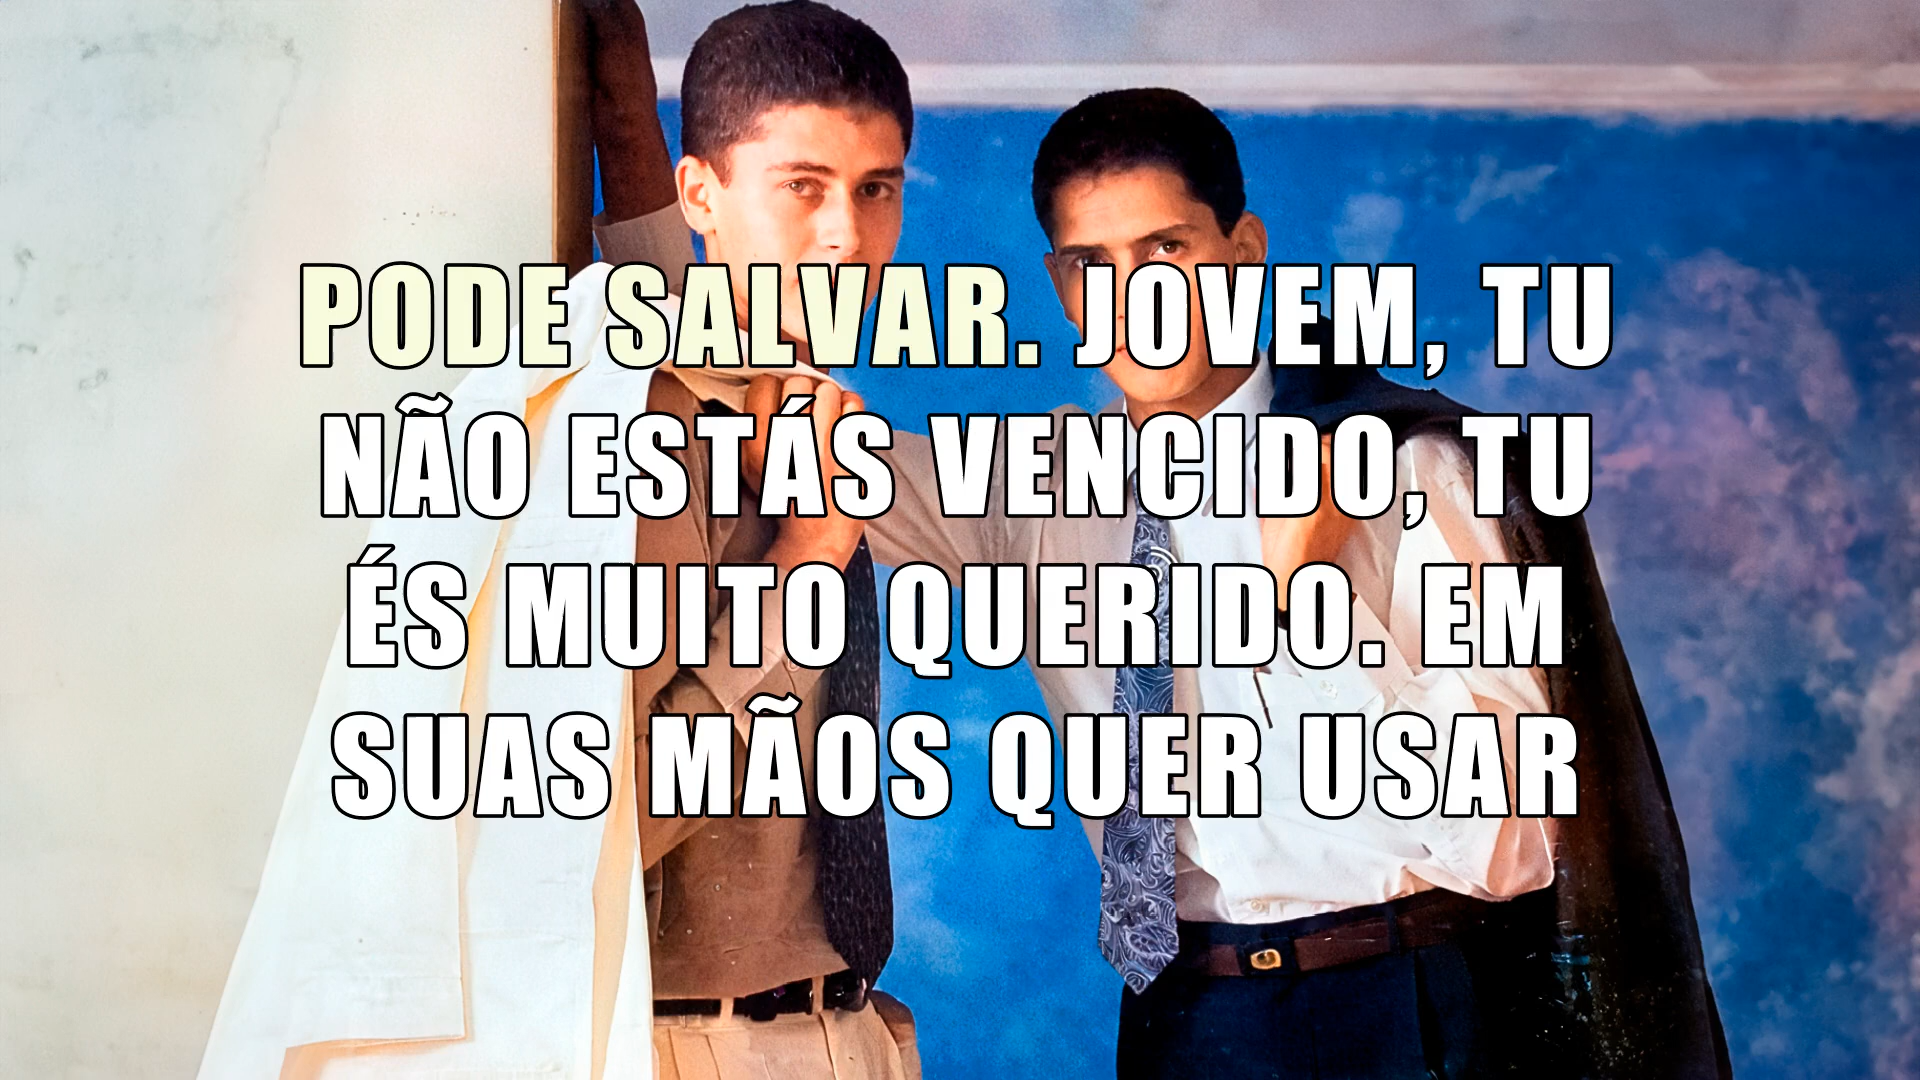 PODE SALVAR. JOVEM, TU
NÃO ESTÁS VENCIDO, TU
ÉS MUITO QUERIDO. EM
SUAS MÃOS QUER USAR